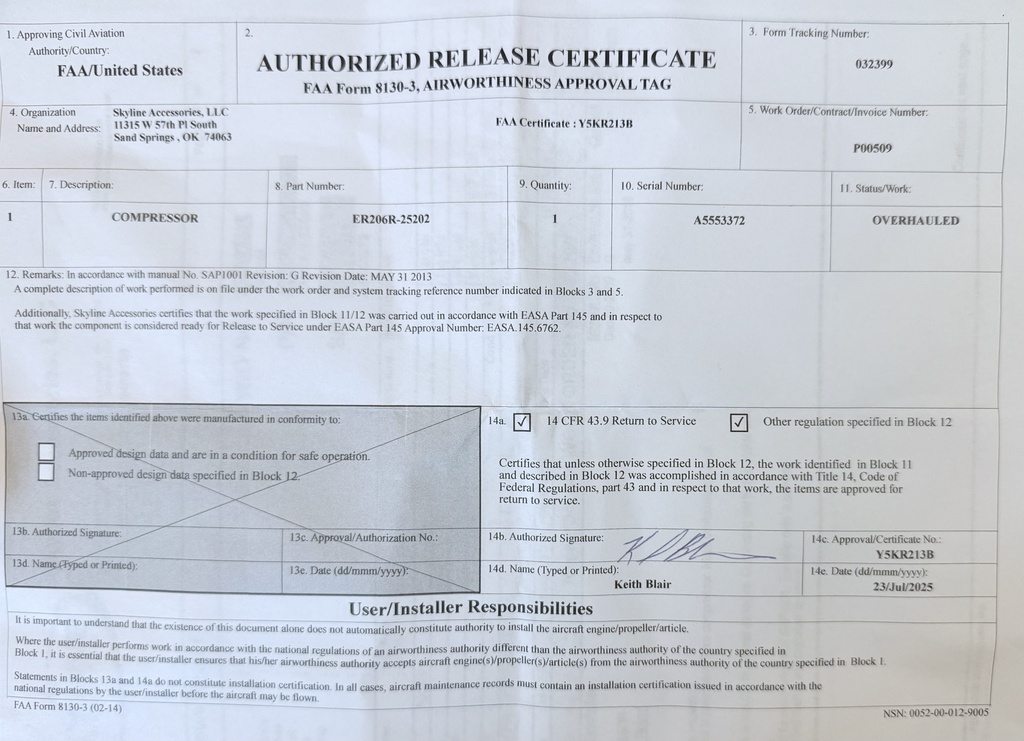 1. Approving Civil Aviation
Authority/Country:
FAA/United States
2.
AUTHORIZED RELEASE CERTIFICATE
FAA Form 8130-3, AIRWORTHINESS APPROVAL TAG
3. Form Tracking Number:
032399
4. Organization
Name and Address:
Skyline Accessories, LLC
11315 W 57th Pl South
Sand Springs , OK 74063
FAA Certificate : Y5KR213B
5. Work Order/Contract/Invoice Number:
P00509
6. Item:
7. Description:
8. Part Number:
9. Quantity:
10. Serial Number:
11. Status/Work:
1
COMPRESSOR
ER206R-25202
1
A5553372
OVERHAULED
12. Remarks: In accordance with manual No. SAP1001 Revision: G Revision Date: MAY 31 2013
A complete description of work performed is on file under the work order and system tracking reference number indicated in Blocks 3 and 5.
Additionally, Skyline Accessories certifies that the work specified in Block 11/12 was carried out in accordance with EASA Part 145 and in respect to
that work the component is considered ready for Release to Service under EASA Part 145 Approval Number: EASA.145.6762.
13a. Certifies the items identified above were manufactured in conformity to:
Approved design data and are in a condition for safe operation.
Non-approved design data specified in Block 12.
13b. Authorized Signature:
13c. Approval/Authorization No.:
13d. Name (Typed or Printed):
13e. Date (dd/mmm/yyyy):
14a.
14 CFR 43.9 Return to Service
Other regulation specified in Block 12
Certifies that unless otherwise specified in Block 12, the work identified in Block 11
and described in Block 12 was accomplished in accordance with Title 14, Code of
Federal Regulations, part 43 and in respect to that work, the items are approved for
return to service.
14b. Authorized Signature:
14c. Approval/Certificate No.:
Y5KR213B
14d. Name (Typed or Printed):
Keith Blair
14e. Date (dd/mmm/yyyy):
23/Jul/2025
User/Installer Responsibilities
It is important to understand that the existence of this document alone does not automatically constitute authority to install the aircraft engine/propeller/article.
Where the user/installer performs work in accordance with the national regulations of an airworthiness authority different than the airworthiness authority of the country specified in
Block 1, it is essential that the user/installer ensures that his/her airworthiness authority accepts aircraft engine(s)/propeller(s)/article(s) from the airworthiness authority of the country specified in Block 1.
Statements in Blocks 13a and 14a do not constitute installation certification. In all cases, aircraft maintenance records must contain an installation certification issued in accordance with the
national regulations by the user/installer before the aircraft may be flown.
FAA Form 8130-3 (02-14)
NSN: 0052-00-012-9005